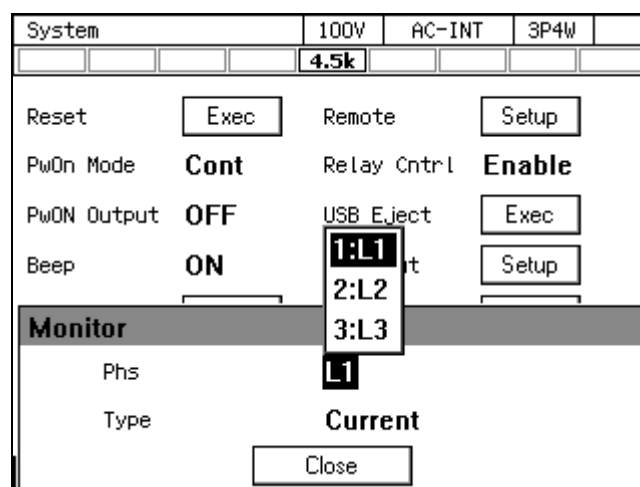 System 100V AC-INT 3P4W
4.5k
Reset Exec Remote Setup
PwOn Mode Cont Relay Cntrl Enable
PwON Output OFF USB Eject Exec
Beep ON Setup
1:L1
2:L2
3:L3
Monitor
Phs L1
Type Current
Close